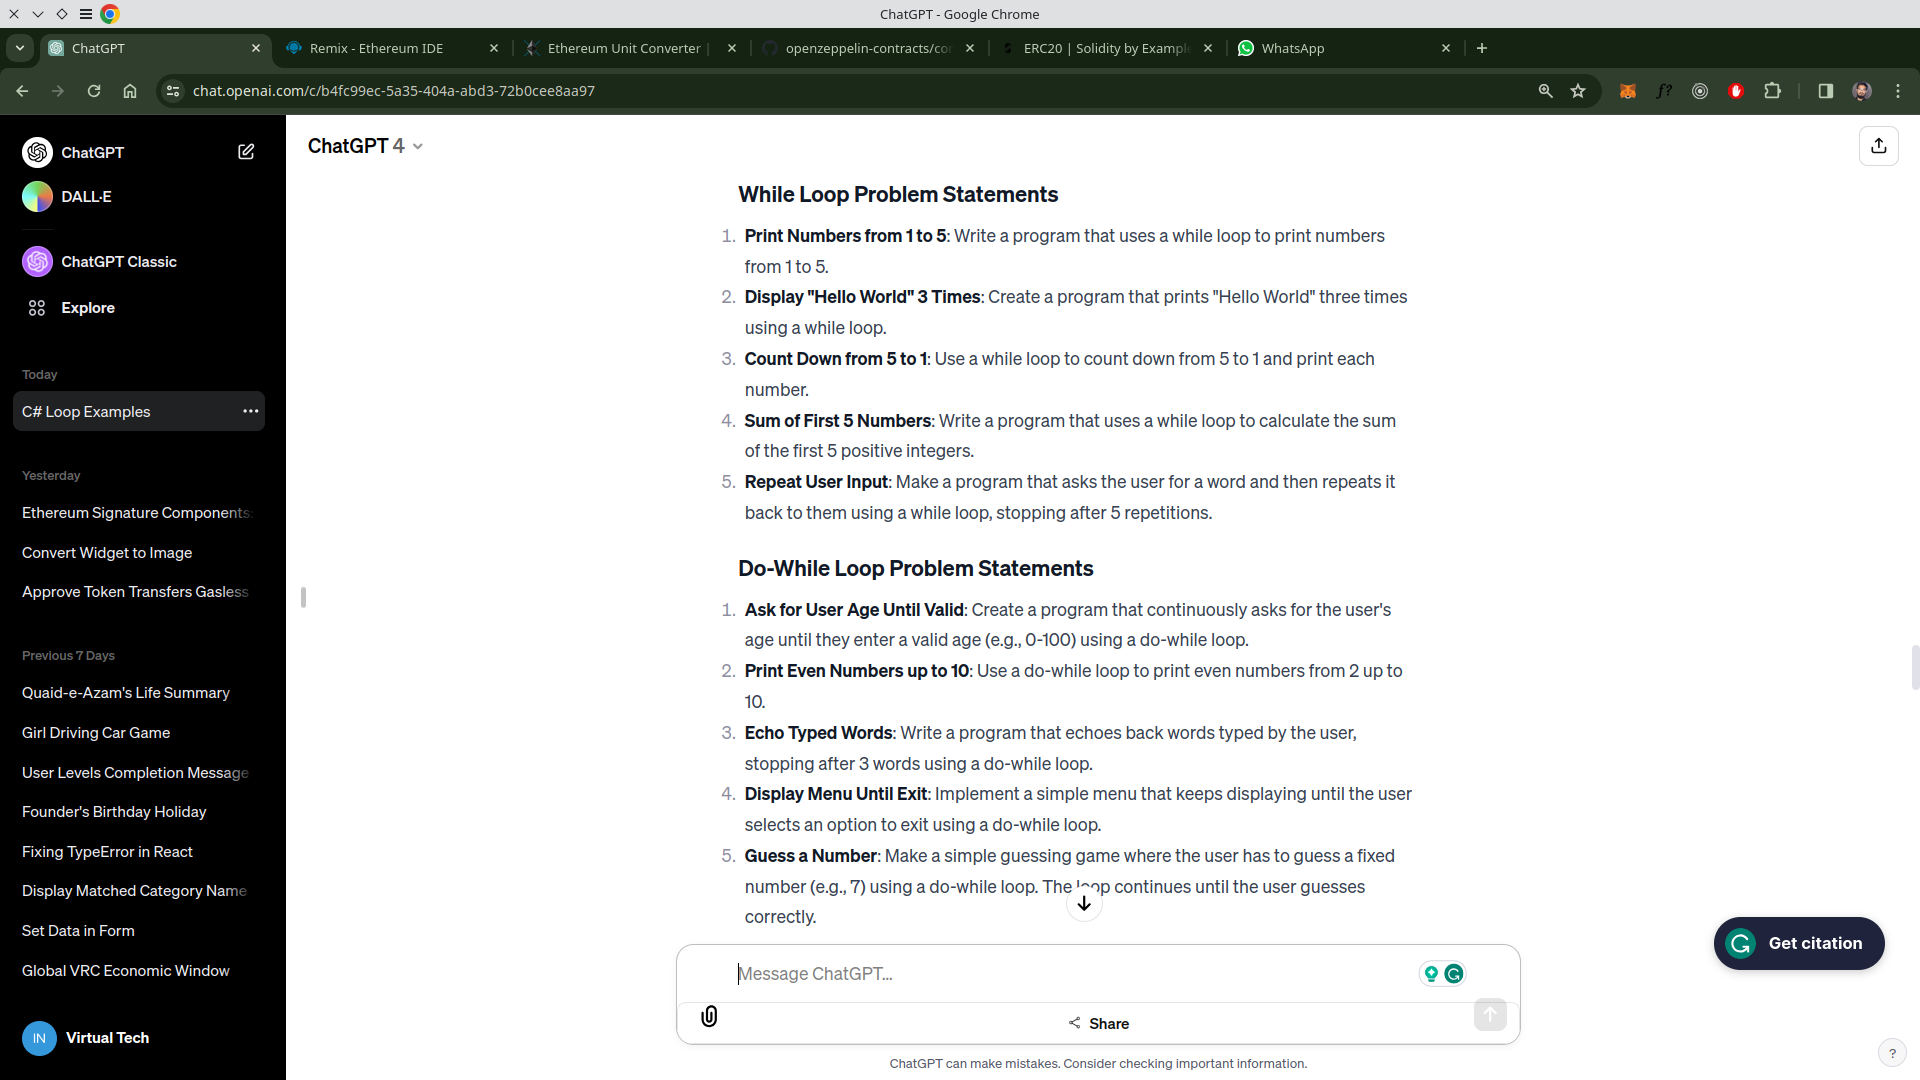 ChatGPT - Google Chrome
ChatGPT
Remix - Ethereum IDE
Ethereum Unit Converter |
openzeppelin-contracts/co
ERC20 | Solidity by Example
WhatsApp
chat.openai.com/c/b4fc99ec-5a35-404a-abd3-72b0cee8aa97
f?
ChatGPT
DALL·E
ChatGPT Classic
Explore
Today
C# Loop Examples
Yesterday
Ethereum Signature Components:
Convert Widget to Image
Approve Token Transfers Gasless
Previous 7 Days
Quaid-e-Azam's Life Summary
Girl Driving Car Game
User Levels Completion Message
Founder's Birthday Holiday
Fixing TypeError in React
Display Matched Category Name
Set Data in Form
Global VRC Economic Window
IN Virtual Tech
ChatGPT 4
While Loop Problem Statements
1. Print Numbers from 1 to 5: Write a program that uses a while loop to print numbers
from 1 to 5.
2. Display "Hello World" 3 Times: Create a program that prints "Hello World" three times
using a while loop.
3. Count Down from 5 to 1: Use a while loop to count down from 5 to 1 and print each
number.
4. Sum of First 5 Numbers: Write a program that uses a while loop to calculate the sum
of the first 5 positive integers.
5. Repeat User Input: Make a program that asks the user for a word and then repeats it
back to them using a while loop, stopping after 5 repetitions.
Do-While Loop Problem Statements
1. Ask for User Age Until Valid: Create a program that continuously asks for the user's
age until they enter a valid age (e.g., 0-100) using a do-while loop.
2. Print Even Numbers up to 10: Use a do-while loop to print even numbers from 2 up to
10.
3. Echo Typed Words: Write a program that echoes back words typed by the user,
stopping after 3 words using a do-while loop.
4. Display Menu Until Exit: Implement a simple menu that keeps displaying until the user
selects an option to exit using a do-while loop.
5. Guess a Number: Make a simple guessing game where the user has to guess a fixed
number (e.g., 7) using a do-while loop. The loop continues until the user guesses
correctly.
Get citation
Message ChatGPT...
Share
ChatGPT can make mistakes. Consider checking important information.
?